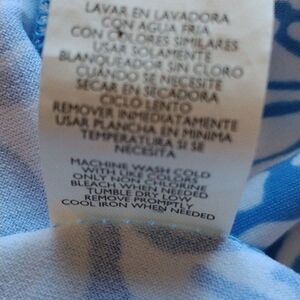 LAVAR EN LAVADORA
CON AGUA FRIA
CON COLORES SIMILARES
USAR SOLAMENTE
BLANQUEADOR SIN CLORO
CUANDO SE NECESITE
SECAR EN SECADORA
CICLO LENTO
REMOVER INMEDIATAMENTE
USAR PLANCHA EN MINIMA
TEMPERATURA SI SE
NECESITA
MACHINE WASH COLD
WITH LIKE COLORS
ONLY NON-CHLORINE
BLEACH WHEN NEEDED
TUMBLE DRY LOW
REMOVE PROMPTLY
COOL IRON WHEN NEEDED